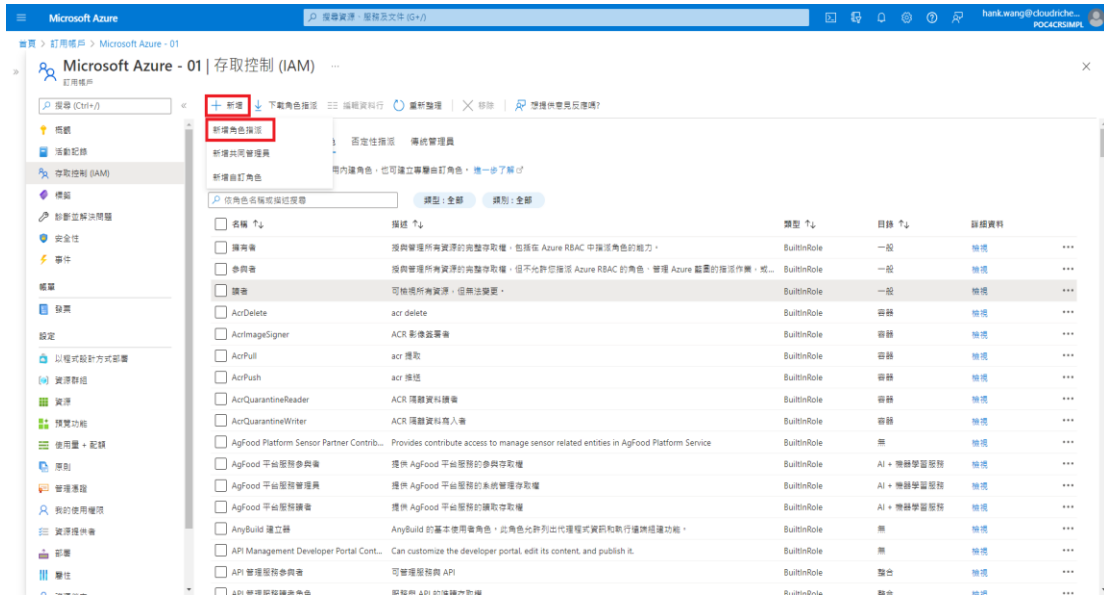 Microsoft Azure
搜尋資源、服務及文件 (G+/)
hank.wang@cloudriche...
POC4CRSIMPL
首頁 > 訂用帳戶 > Microsoft Azure - 01
Microsoft Azure - 01 | 存取控制 (IAM) ...
訂用帳戶
搜尋 (Ctrl+/)
新增 下載角色指派 編輯資料行 重新整理 移除 想提供意見反應嗎?
新增角色指派
新增共同管理員
新增自訂角色
否定性指派 傳統管理員
用內建角色，也可建立專屬自訂角色。 進一步了解
依角色名稱或描述搜尋 類型 : 全部 類別 : 全部
概觀
活動記錄
存取控制 (IAM)
標籤
診斷並解決問題
安全性
事件
帳單
發票
設定
以程式設計方式部署
資源群組
資源
預覽功能
使用量 + 配額
原則
管理憑證
我的使用權限
資源提供者
部署
屬性
名稱 ↑↓ 描述 ↑↓ 類型 ↑↓ 目錄 ↑↓ 詳細資料
擁有者 授與管理所有資源的完整存取權，包括在 Azure RBAC 中指派角色的能力。 BuiltInRole 一般 檢視
參與者 授與管理所有資源的完整存取權，但不允許您指派 Azure RBAC 的角色、管理 Azure 藍圖的指派作業，或... BuiltInRole 一般 檢視
讀者 可檢視所有資源，但無法變更。 BuiltInRole 一般 檢視
AcrDelete acr delete BuiltInRole 容器 檢視
AcrImageSigner ACR 影像簽署者 BuiltInRole 容器 檢視
AcrPull acr 提取 BuiltInRole 容器 檢視
AcrPush acr 推送 BuiltInRole 容器 檢視
AcrQuarantineReader ACR 隔離資料讀者 BuiltInRole 容器 檢視
AcrQuarantineWriter ACR 隔離資料寫入者 BuiltInRole 容器 檢視
AgFood Platform Sensor Partner Contrib... Provides contribute access to manage sensor related entities in AgFood Platform Service BuiltInRole 無 檢視
AgFood 平台服務參與者 提供 AgFood 平台服務的參與存取權 BuiltInRole AI + 機器學習服務 檢視
AgFood 平台服務管理員 提供 AgFood 平台服務的系統管理存取權 BuiltInRole AI + 機器學習服務 檢視
AgFood 平台服務讀者 提供 AgFood 平台服務的讀取存取權 BuiltInRole AI + 機器學習服務 檢視
AnyBuild 建立器 AnyBuild 的基本使用者角色。此角色允許列出代理程式資訊和執行遠端組建功能。 BuiltInRole 無 檢視
API Management Developer Portal Cont... Can customize the developer portal, edit its content, and publish it. BuiltInRole 無 檢視
API 管理服務參與者 可管理服務與 API BuiltInRole 整合 檢視